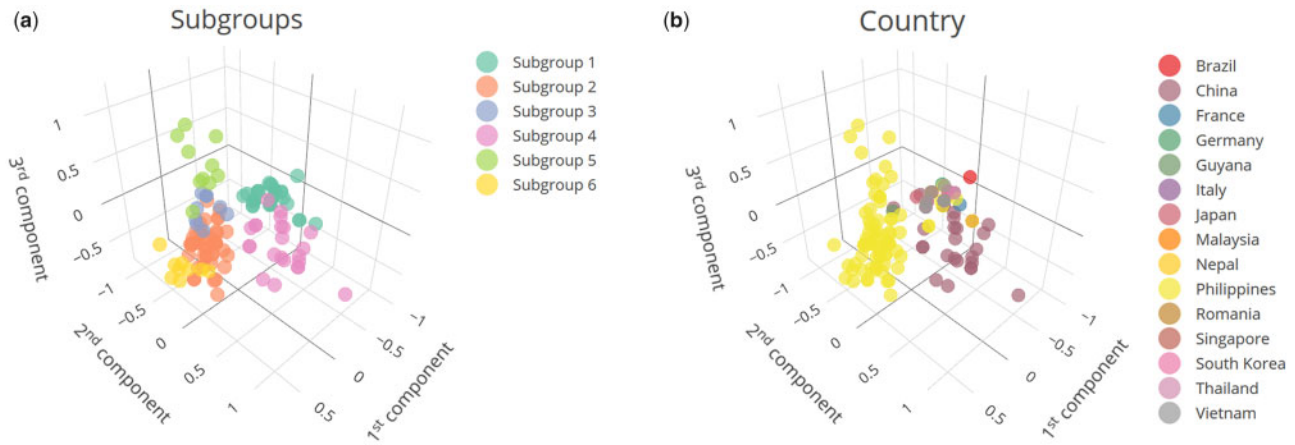 (a)
Subgroups
Subgroup 1
Subgroup 2
Subgroup 3
Subgroup 4
Subgroup 5
Subgroup 6
1
0.5
0
−0.5
−1
3rd component
−1
−0.5
0
0.5
1
2nd component
−1
−0.5
0
0.5
1st component
(b)
Country
Brazil
China
France
Germany
Guyana
Italy
Japan
Malaysia
Nepal
Philippines
Romania
Singapore
South Korea
Thailand
Vietnam
1
0.5
0
−0.5
3rd component
−1
−0.5
0
0.5
1
2nd component
−1
−0.5
0
0.5
1st component